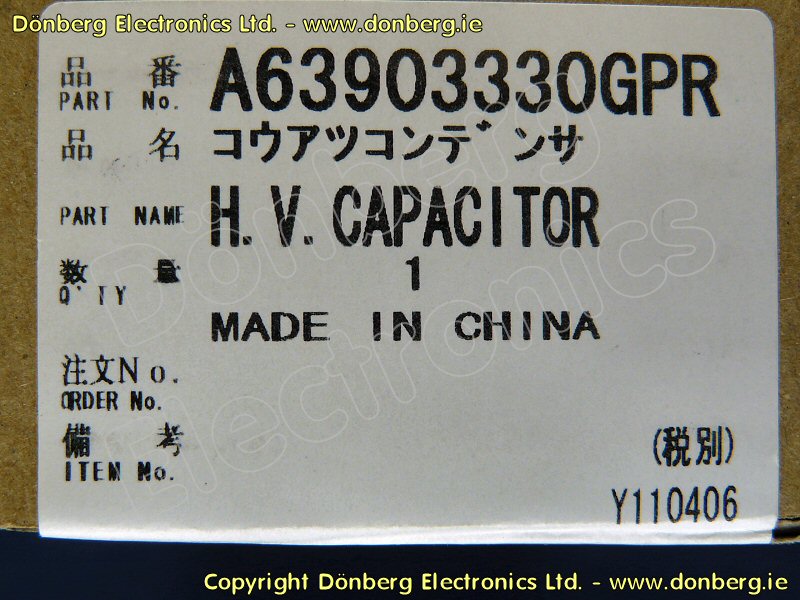 Dönberg Electronics Ltd. - www.donberg.ie
品 番 A63903330GPR
PART No.
品 名 コウアツコンデンサ
PART NAME H.V.CAPACITOR
数 量 1
Q'TY
MADE IN CHINA
注文No.
ORDER No.
備 考 (税別)
ITEM No.
Y110406
Dönberg Electronics
Copyright Dönberg Electronics Ltd. - www.donberg.ie